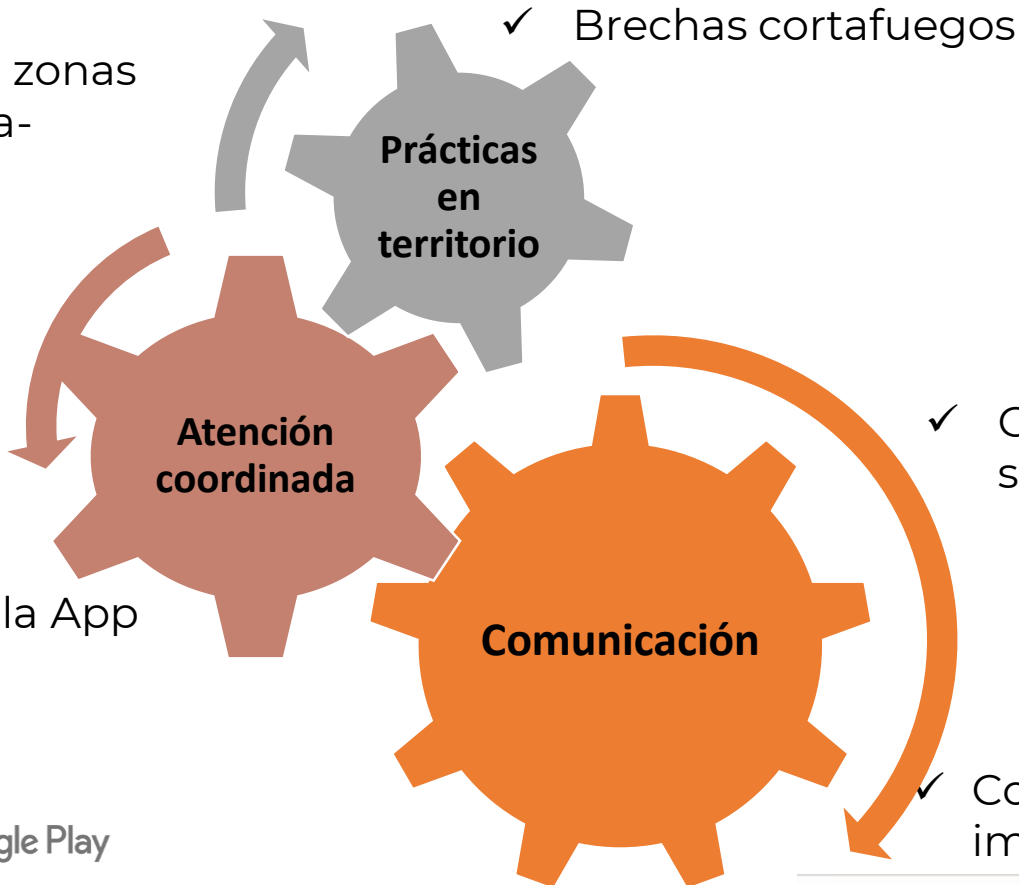 ✓ Brechas cortafuegos
zonas
a-
Prácticas
en
territorio
Atención
coordinada
✓ C
s
la App
Comunicación
✓ Co
im
gle Play